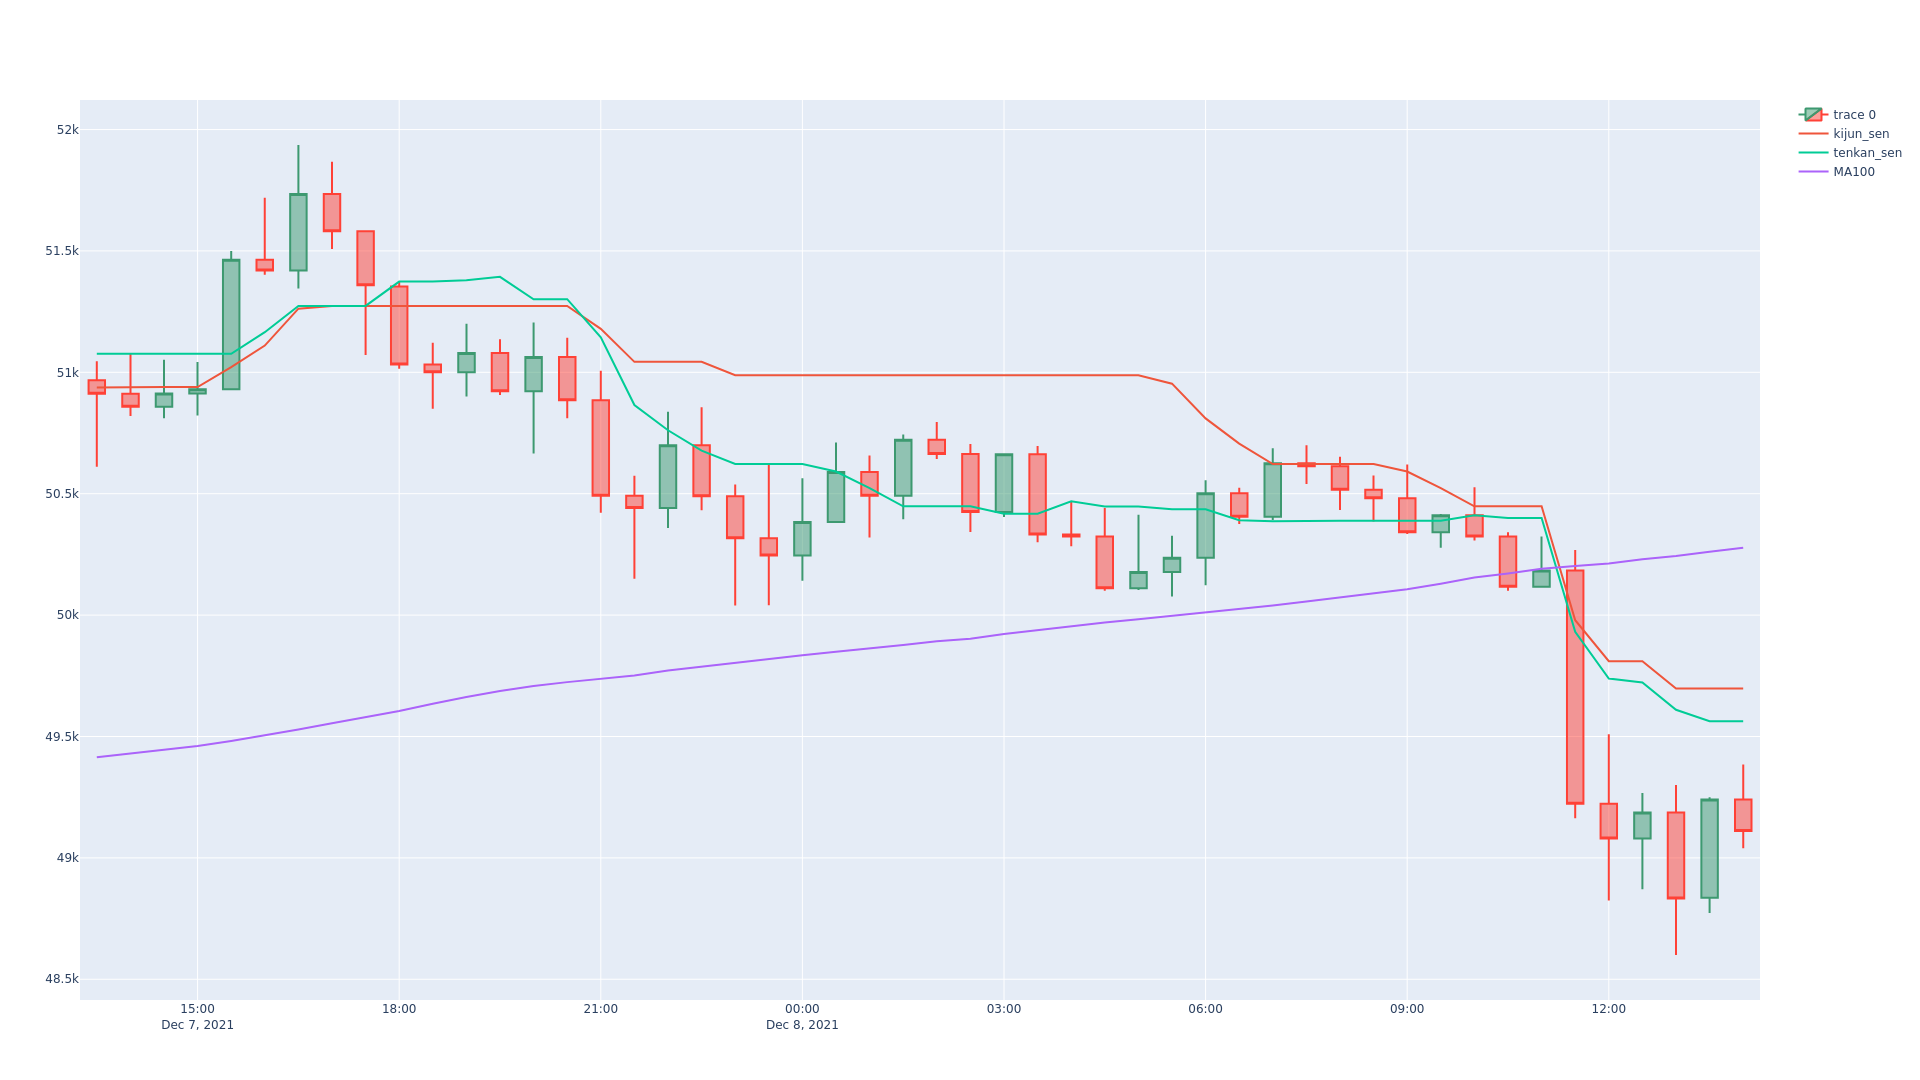 trace 0
kijun_sen
tenkan_sen
MA100
52k
51.5k
51k
50.5k
50k
49.5k
49k
48.5k
15:00 18:00 21:00 00:00 03:00 06:00 09:00 12:00
Dec 7, 2021 Dec 8, 2021